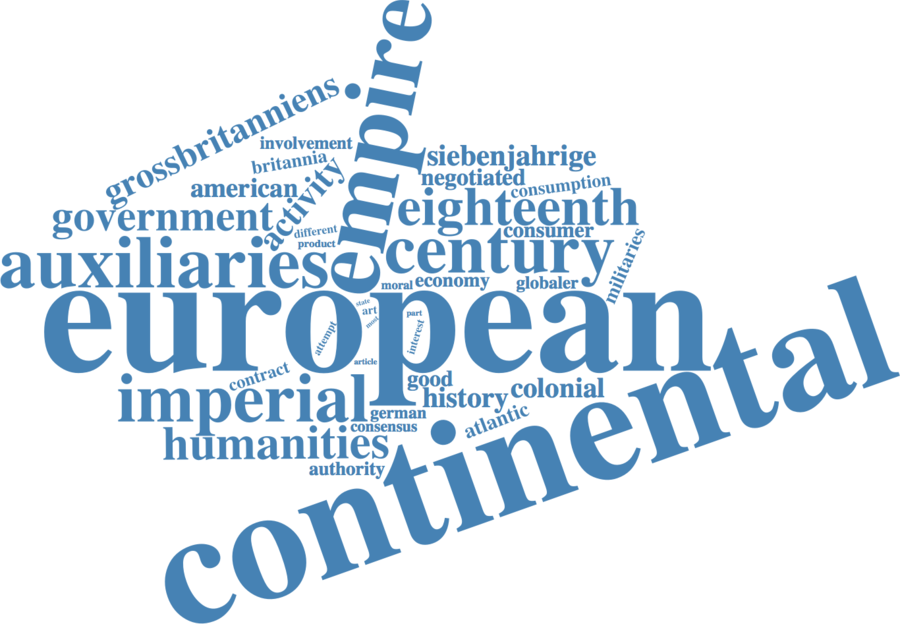 empire
grossbritanniens
involvement
siebenjahrige
britannia
negotiated
american
activity
consumption
government
eighteenth
different
consumer
product
century
auxiliaries
militaries
moral
economy
globaler
european
state
art
most
part
attempt
interest
article
continental
contract
good
imperial
history
colonial
german
atlantic
consensus
humanities
authority